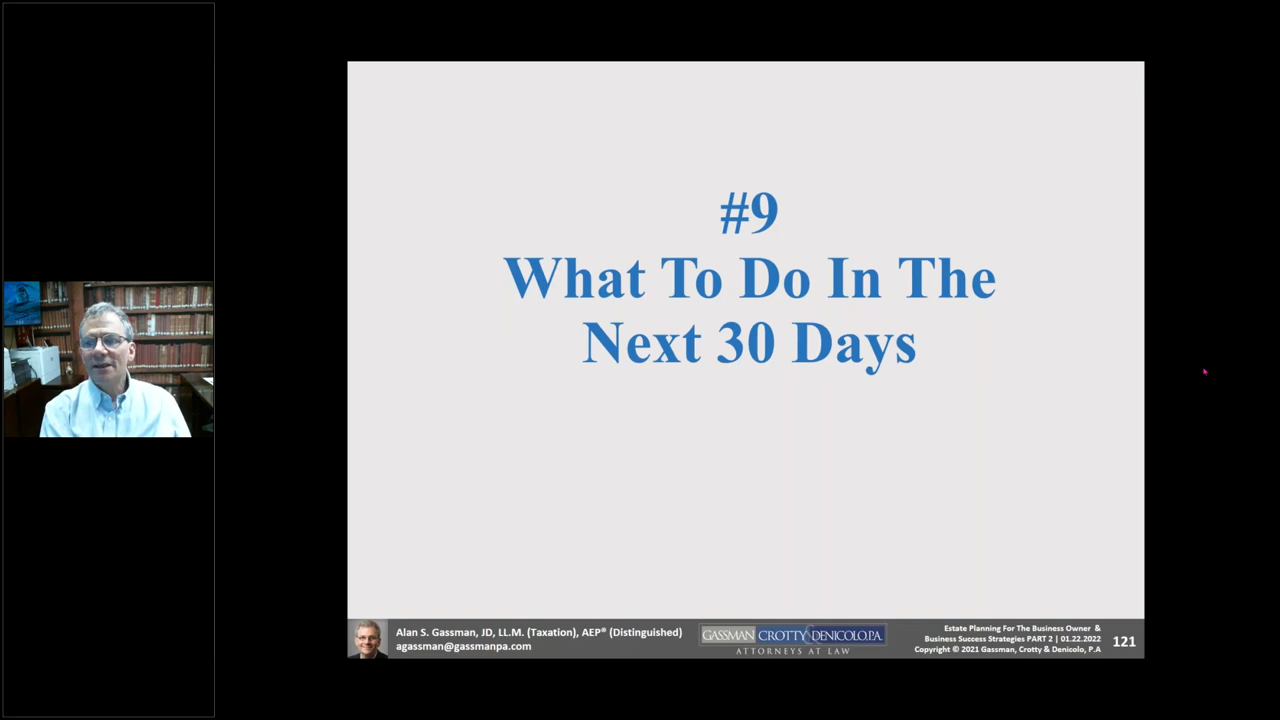 #9
What To Do In The
Next 30 Days
Alan S. Gassman, JD, LL.M. (Taxation), AEP® (Distinguished)
agassman@gassmanpa.com
GASSMAN CROTTY & DENICOLO, P.A.
ATTORNEYS AT LAW
Estate Planning For The Business Owner &
Business Success Strategies PART 2 | 01.22.2022
Copyright © 2021 Gassman, Crotty & Denicolo, P.A
121